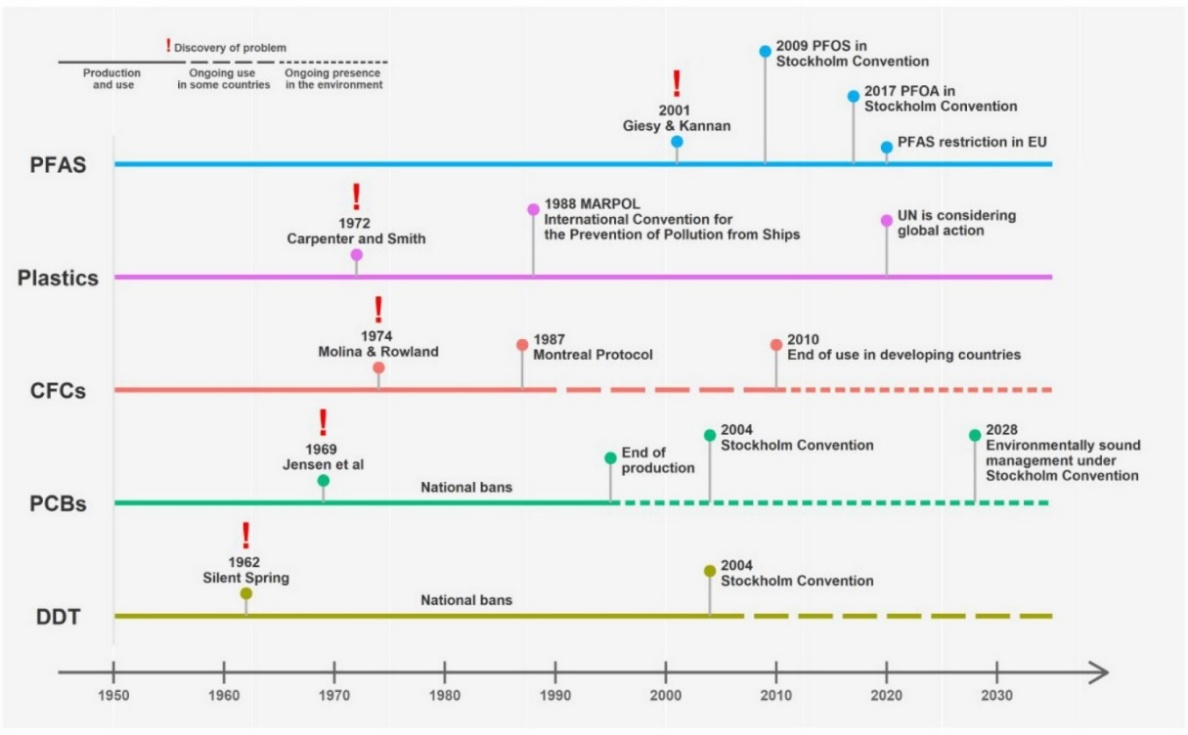 ! Discovery of problem
Production
and use
Ongoing use
in some countries
Ongoing presence
in the environment
PFAS
!
2001
Giesy & Kannan
2009 PFOS in
Stockholm Convention
2017 PFOA in
Stockholm Convention
PFAS restriction in EU
Plastics
!
1972
Carpenter and Smith
1988 MARPOL
International Convention for
the Prevention of Pollution from Ships
UN is considering
global action
CFCs
!
1974
Molina & Rowland
1987
Montreal Protocol
2010
End of use in developing countries
PCBs
!
1969
Jensen et al
National bans
End of
production
2004
Stockholm Convention
2028
Environmentally sound
management under
Stockholm Convention
DDT
!
1962
Silent Spring
National bans
2004
Stockholm Convention
1950 1960 1970 1980 1990 2000 2010 2020 2030